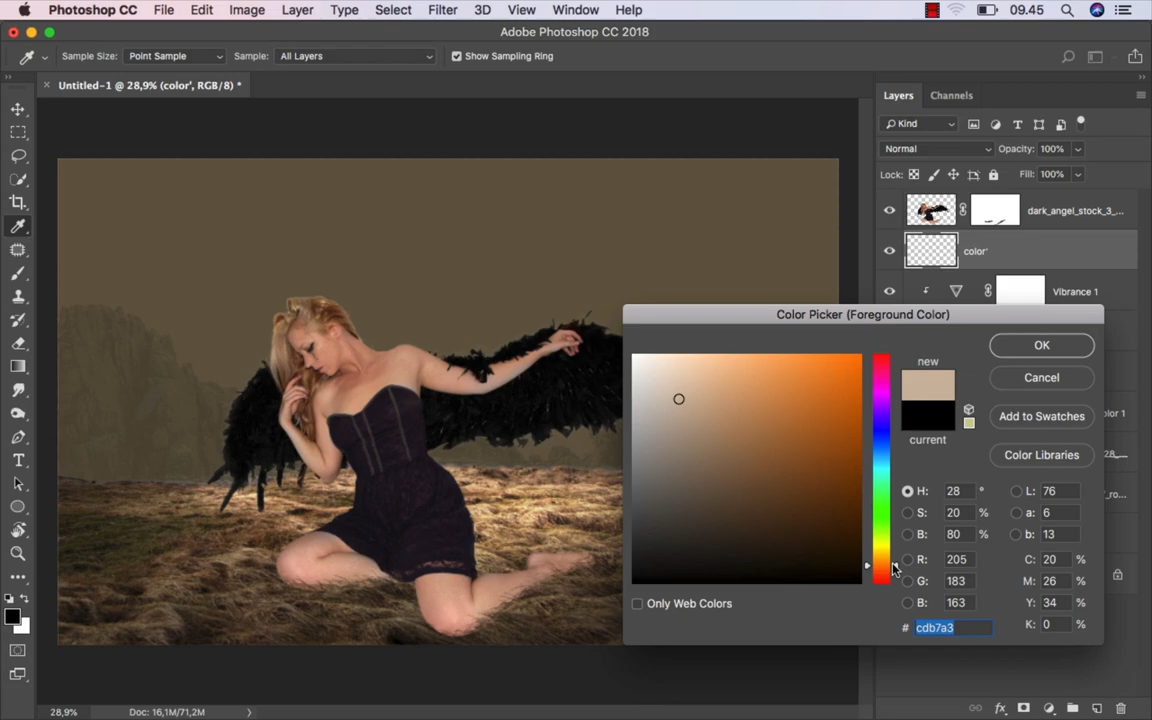 Photoshop CC File Edit Image Layer Type Select Filter 3D View Window Help 09.45
Adobe Photoshop CC 2018
Sample Size: Point Sample Sample: All Layers Show Sampling Ring
Untitled-1 @ 28,9% (color', RGB/8) *
Layers Channels
Kind
Normal Opacity: 100%
Lock: Fill: 100%
dark_angel_stock_3_...
color'
Vibrance 1
Color Picker (Foreground Color)
OK
new
Cancel
Add to Swatches
olor 1
current
Color Libraries
28_...
H: 28 ° L: 76
S: 20 % a: 6
B: 80 % b: 13
R: 205 C: 20 %
G: 183 M: 26 %
Only Web Colors B: 163 Y: 34 %
# cdb7a3 K: 0 %
28,9% Doc: 16,1M/71,2M